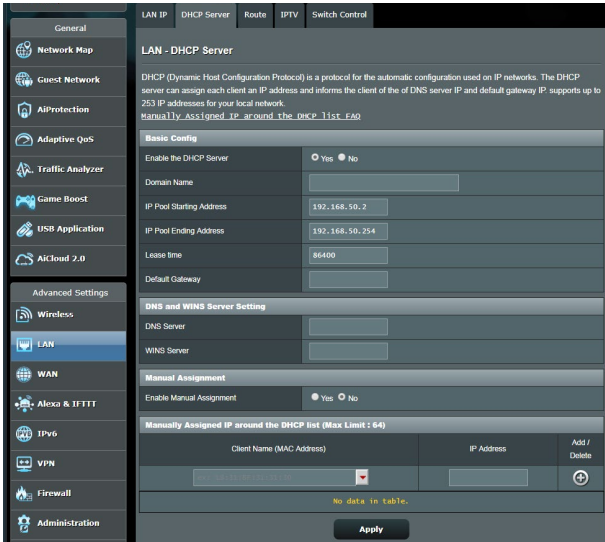 General
Network Map
Guest Network
AiProtection
Adaptive QoS
Traffic Analyzer
Game Boost
USB Application
AiCloud 2.0
Advanced Settings
Wireless
LAN
WAN
Alexa & IFTTT
IPv6
VPN
Firewall
Administration
LAN IP DHCP Server Route IPTV Switch Control
LAN - DHCP Server
DHCP (Dynamic Host Configuration Protocol) is a protocol for the automatic configuration used on IP networks. The DHCP
server can assign each client an IP address and informs the client of the of DNS server IP and default gateway IP. supports up to
253 IP addresses for your local network.
Manually Assigned IP around the DHCP list FAQ
Basic Config
Enable the DHCP Server Yes No
Domain Name
IP Pool Starting Address 192.168.50.2
IP Pool Ending Address 192.168.50.254
Lease time 86400
Default Gateway
DNS and WINS Server Setting
DNS Server
WINS Server
Manual Assignment
Enable Manual Assignment Yes No
Manually Assigned IP around the DHCP list (Max Limit : 64)
Client Name (MAC Address) IP Address Add / Delete
No data in table.
Apply